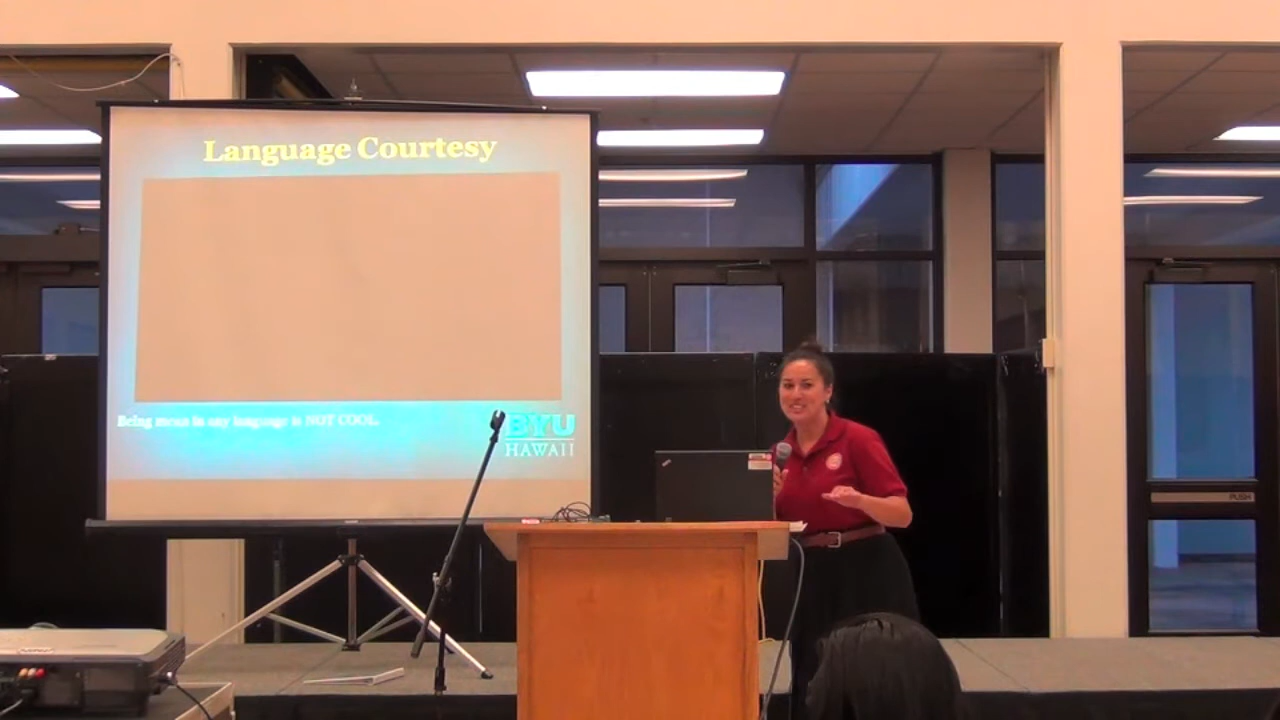 Language Courtesy
Being mean in any language is NOT COOL.
BYU
HAWAII
PUSH